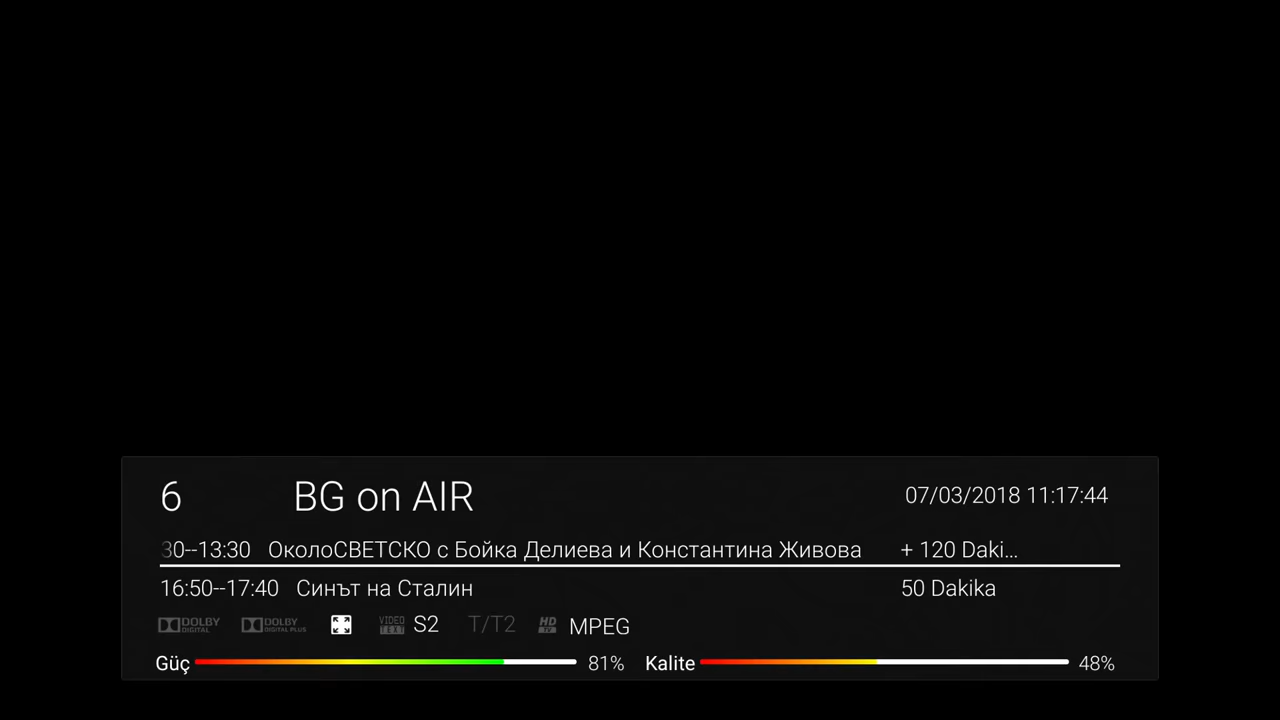 6 BG on AIR 07/03/2018 11:17:44
30--13:30 ОколоСВЕТСКО с Бойка Делиева и Константина Живова + 120 Daki...
16:50--17:40 Синът на Сталин 50 Dakika
DOLBY DIGITAL DOLBY DIGITAL PLUS VIDEO TEXT S2 T/T2 HD TV MPEG
Güç 81% Kalite 48%